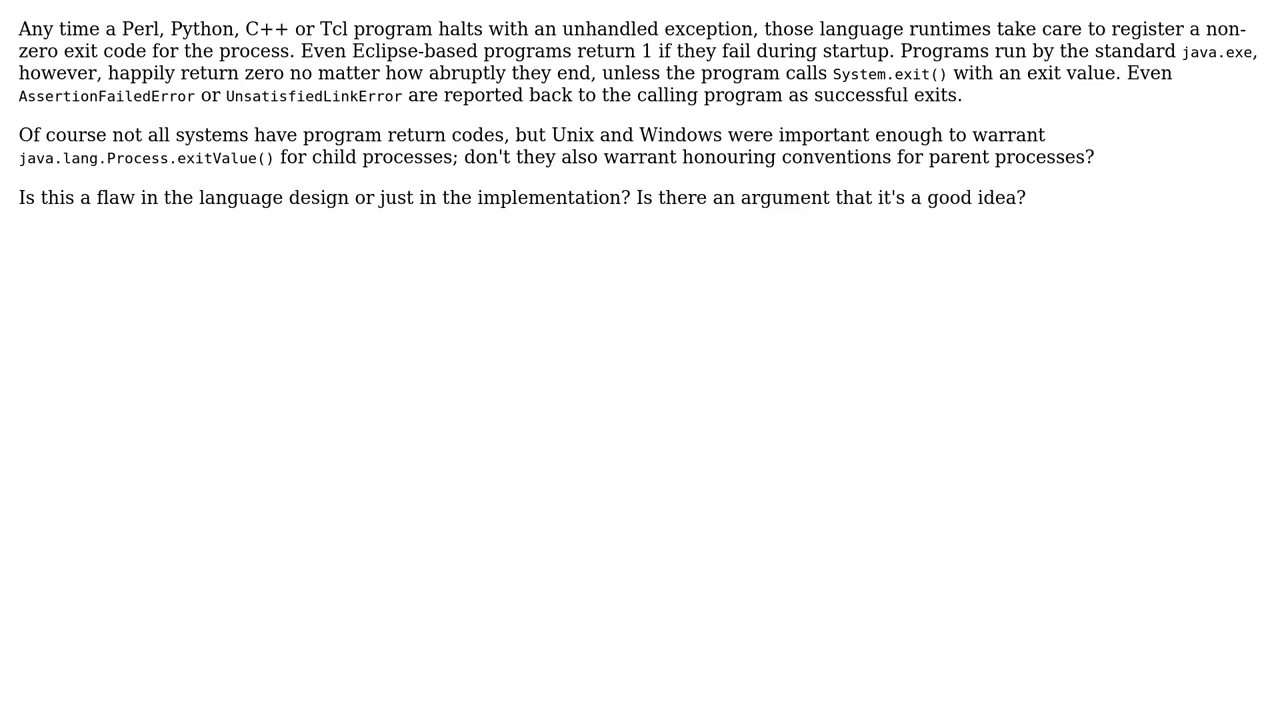 Any time a Perl, Python, C++ or Tcl program halts with an unhandled exception, those language runtimes take care to register a non-
zero exit code for the process. Even Eclipse-based programs return 1 if they fail during startup. Programs run by the standard java.exe,
however, happily return zero no matter how abruptly they end, unless the program calls System.exit() with an exit value. Even
AssertionFailedError or UnsatisfiedLinkError are reported back to the calling program as successful exits.
Of course not all systems have program return codes, but Unix and Windows were important enough to warrant
java.lang.Process.exitValue() for child processes; don't they also warrant honouring conventions for parent processes?
Is this a flaw in the language design or just in the implementation? Is there an argument that it's a good idea?